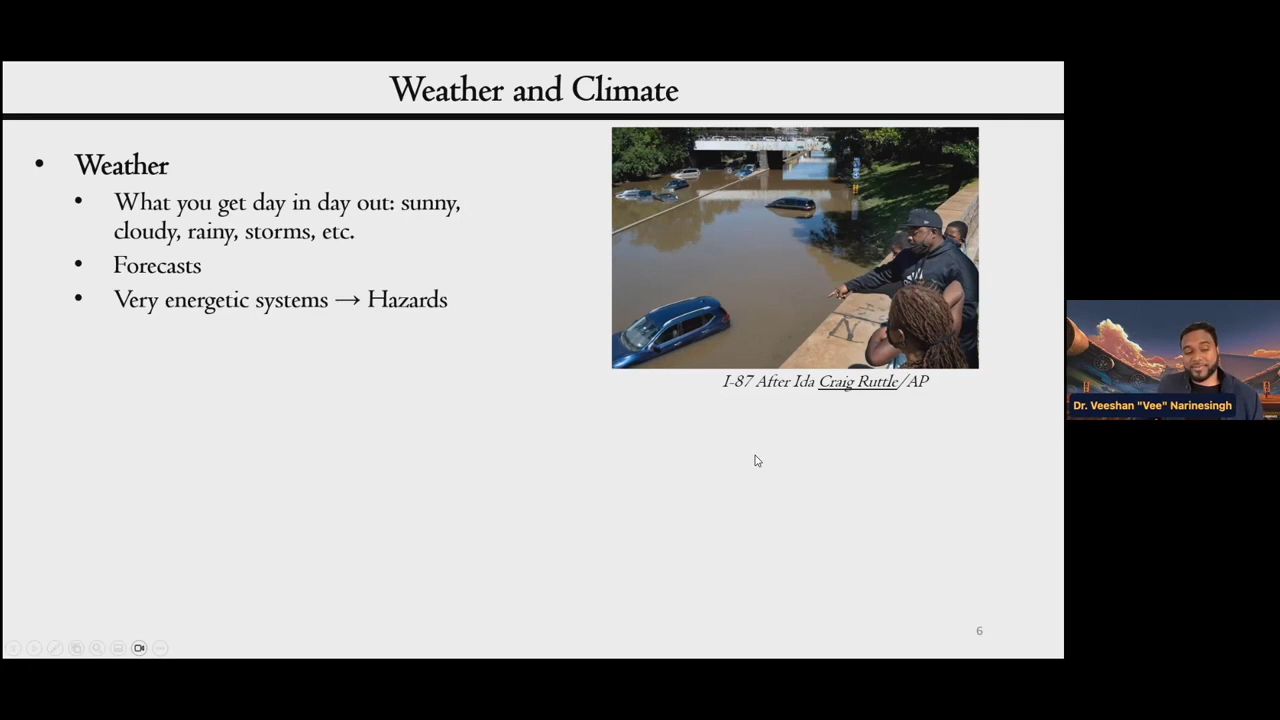 Weather and Climate
• Weather
• What you get day in day out: sunny,
cloudy, rainy, storms, etc.
• Forecasts
• Very energetic systems → Hazards
I-87 After Ida Craig Ruttle/AP
Dr. Veeshan "Vee" Narinesingh
6